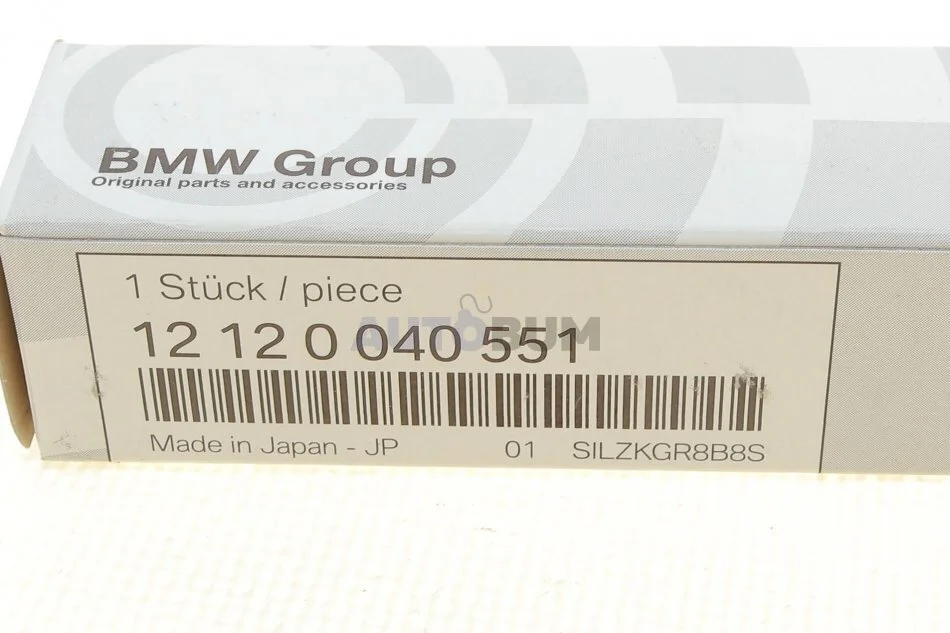 BMW Group
Original parts and accessories
1 Stück / piece
12 12 0 040 551
AUTOBUM
Made in Japan - JP 01 SILZKGR8B8S